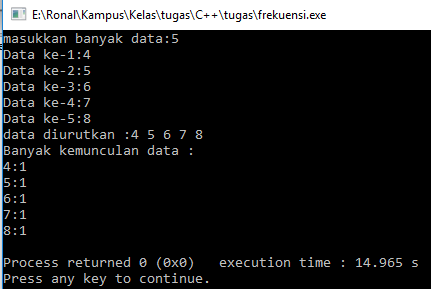 E:\Ronal\Kampus\Kelas\tugas\C++\tugas\frekuensi.exe
masukkan banyak data:5
Data ke-1:4
Data ke-2:5
Data ke-3:6
Data ke-4:7
Data ke-5:8
data diurutkan :4 5 6 7 8
Banyak kemunculan data :
4:1
5:1
6:1
7:1
8:1
Process returned 0 (0x0)   execution time : 14.965 s
Press any key to continue.